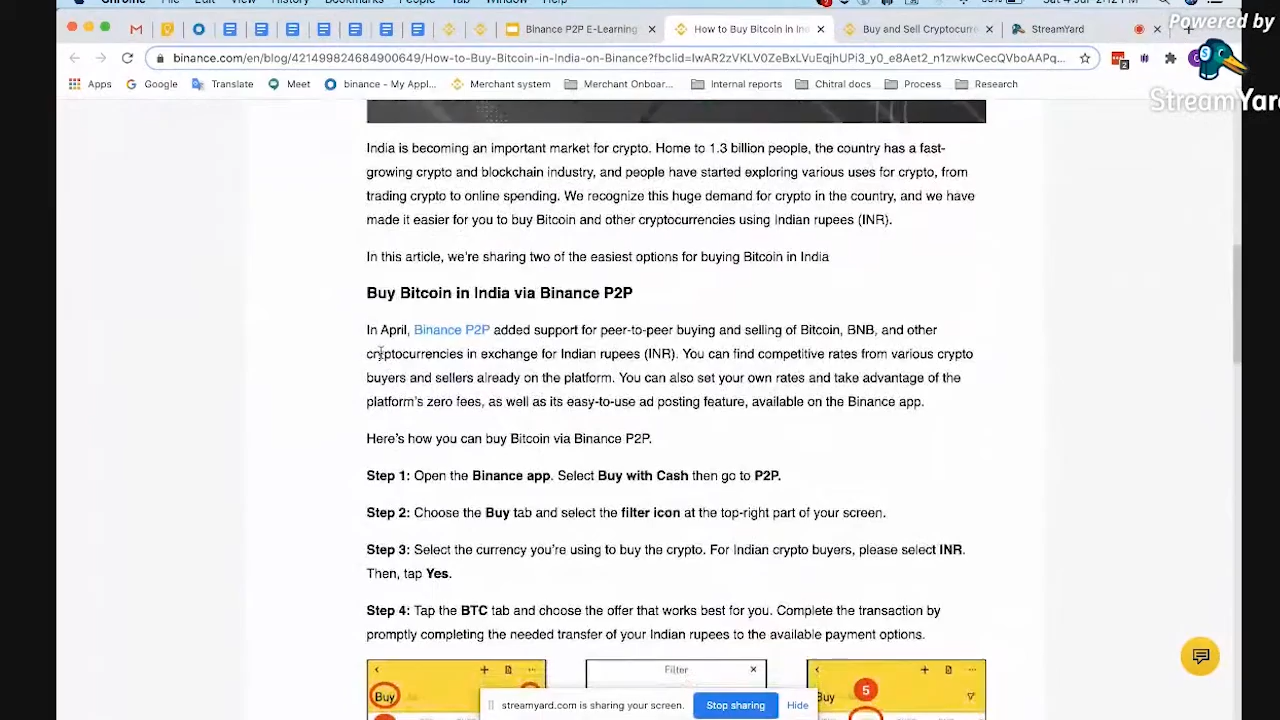 Chrome File Edit View History Bookmarks People Tab Window Help
Powered by
Binance P2P E-Learning
How to Buy Bitcoin in In
Buy and Sell Cryptocurre
StreamYard
binance.com/en/blog/421499824684900649/How-to-Buy-Bitcoin-in-India-on-Binance?fbclid=IwAR2zVKLV0ZeBxLVuEqjhUPi3_y0_e8Aet2_n1zwkwCecQVboAAPq...
2
Apps Google Translate Meet binance - My Appl... Merchant system Merchant Onboar... Internal reports Chitral docs Process Research
StreamYard
India is becoming an important market for crypto. Home to 1.3 billion people, the country has a fast-
growing crypto and blockchain industry, and people have started exploring various uses for crypto, from
trading crypto to online spending. We recognize this huge demand for crypto in the country, and we have
made it easier for you to buy Bitcoin and other cryptocurrencies using Indian rupees (INR).
In this article, we're sharing two of the easiest options for buying Bitcoin in India
Buy Bitcoin in India via Binance P2P
In April, Binance P2P added support for peer-to-peer buying and selling of Bitcoin, BNB, and other
cryptocurrencies in exchange for Indian rupees (INR). You can find competitive rates from various crypto
buyers and sellers already on the platform. You can also set your own rates and take advantage of the
platform's zero fees, as well as its easy-to-use ad posting feature, available on the Binance app.
Here's how you can buy Bitcoin via Binance P2P.
Step 1: Open the Binance app. Select Buy with Cash then go to P2P.
Step 2: Choose the Buy tab and select the filter icon at the top-right part of your screen.
Step 3: Select the currency you're using to buy the crypto. For Indian crypto buyers, please select INR.
Then, tap Yes.
Step 4: Tap the BTC tab and choose the offer that works best for you. Complete the transaction by
promptly completing the needed transfer of your Indian rupees to the available payment options.
Filter
Buy
Buy 5
streamyard.com is sharing your screen. Stop sharing Hide